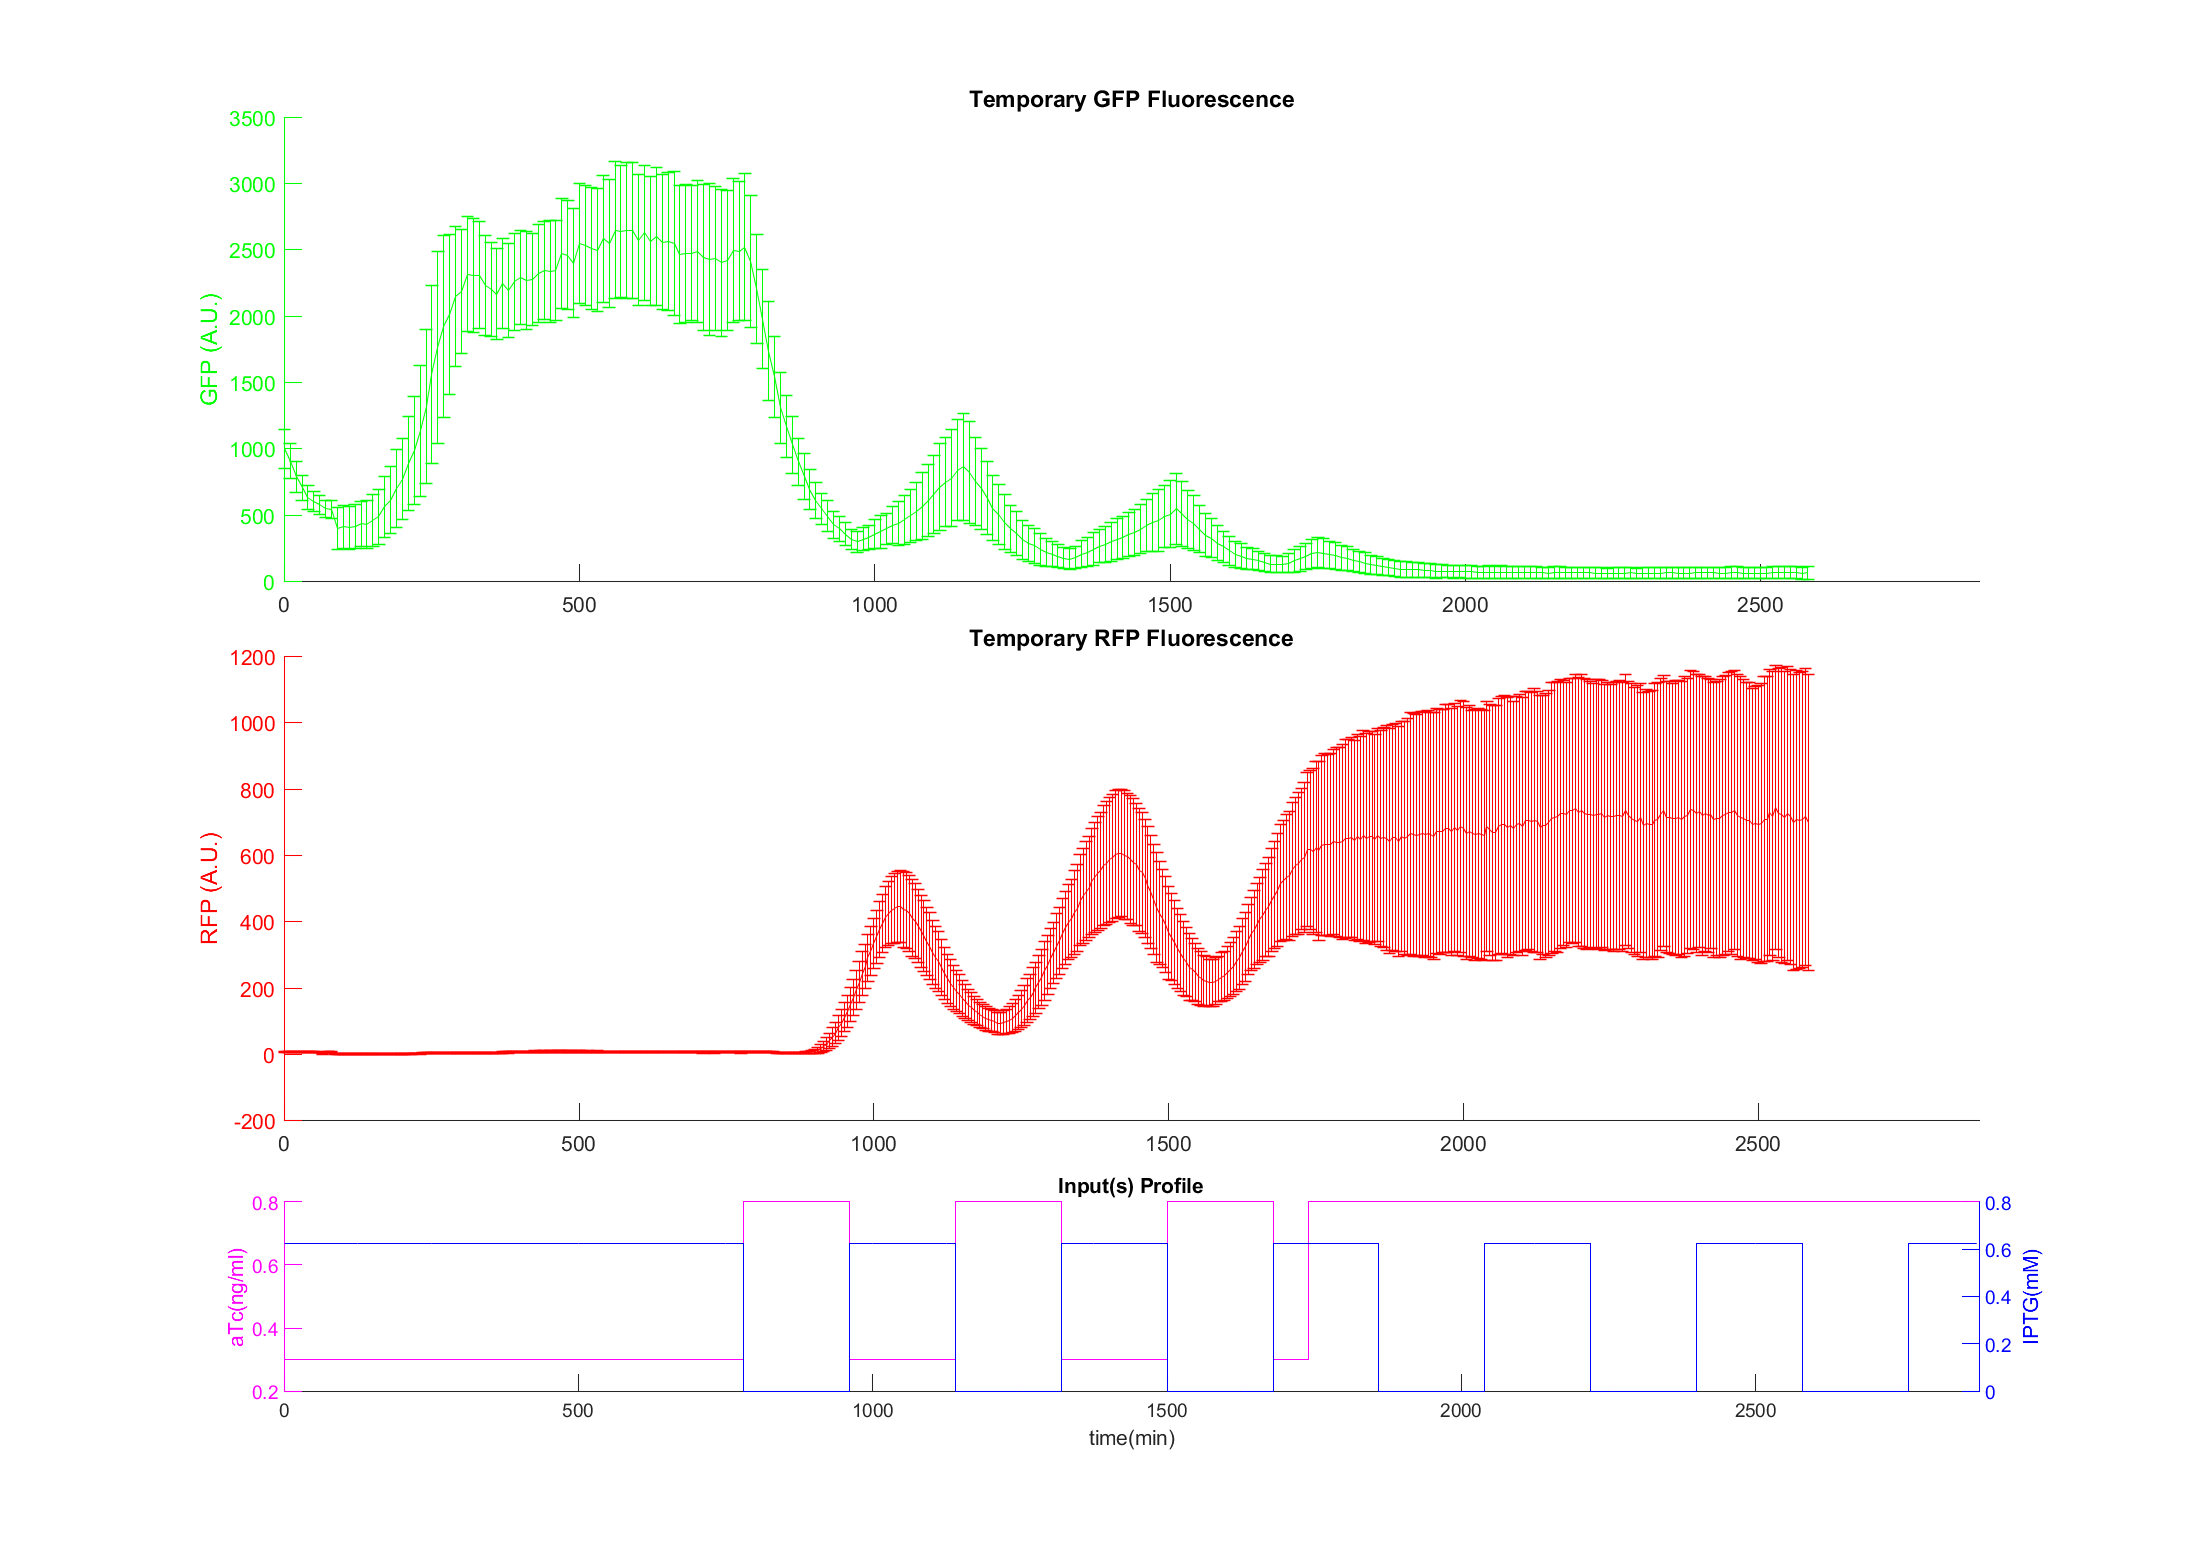 Temporary GFP Fluorescence
3500
3000
2500
2000
1500
1000
500
0
GFP (A.U.)
0 500 1000 1500 2000 2500
Temporary RFP Fluorescence
1200
1000
800
600
400
200
0
-200
RFP (A.U.)
0 500 1000 1500 2000 2500
Input(s) Profile
0.8
0.6
0.4
0.2
aTc(ng/ml)
0.8
0.6
0.4
0.2
0
IPTG(mM)
0 500 1000 1500 2000 2500
time(min)